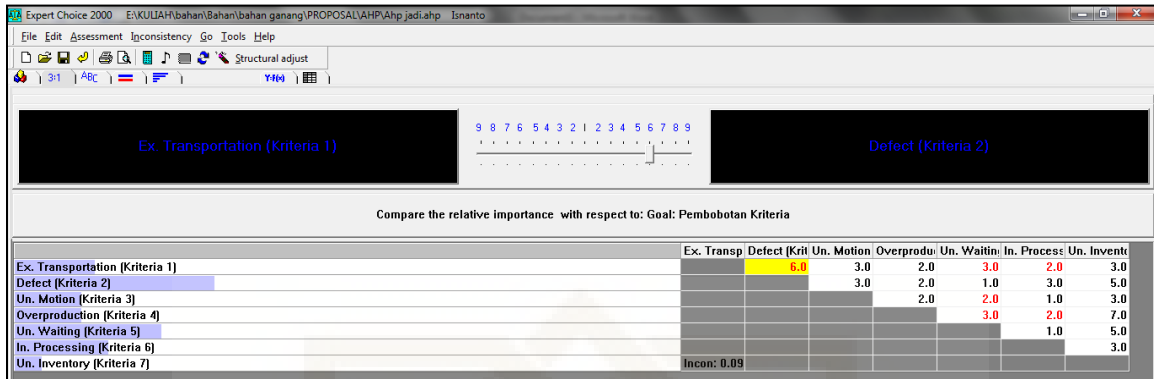 Expert Choice 2000 E:\KULIAH\bahan\Bahan\bahan ganang\PROPOSAL\AHP\Ahp jadi.ahp Isnanto
File Edit Assessment Inconsistency Go Tools Help
Structural adjust
3:1 ABC Y=f(x)
9 8 7 6 5 4 3 2 1 2 3 4 5 6 7 8 9
Ex. Transportation (Kriteria 1) Defect (Kriteria 2)
Compare the relative importance with respect to: Goal: Pembobotan Kriteria
Ex. Transp Defect (Krit Un. Motion Overprodu Un. Waitin In. Process Un. Invent
Ex. Transportation (Kriteria 1) 6.0 3.0 2.0 3.0 2.0 3.0
Defect (Kriteria 2) 3.0 2.0 1.0 3.0 5.0
Un. Motion (Kriteria 3) 2.0 2.0 1.0 3.0
Overproduction (Kriteria 4) 3.0 2.0 7.0
Un. Waiting (Kriteria 5) 1.0 5.0
In. Processing (Kriteria 6) 3.0
Un. Inventory (Kriteria 7) Incon: 0.09